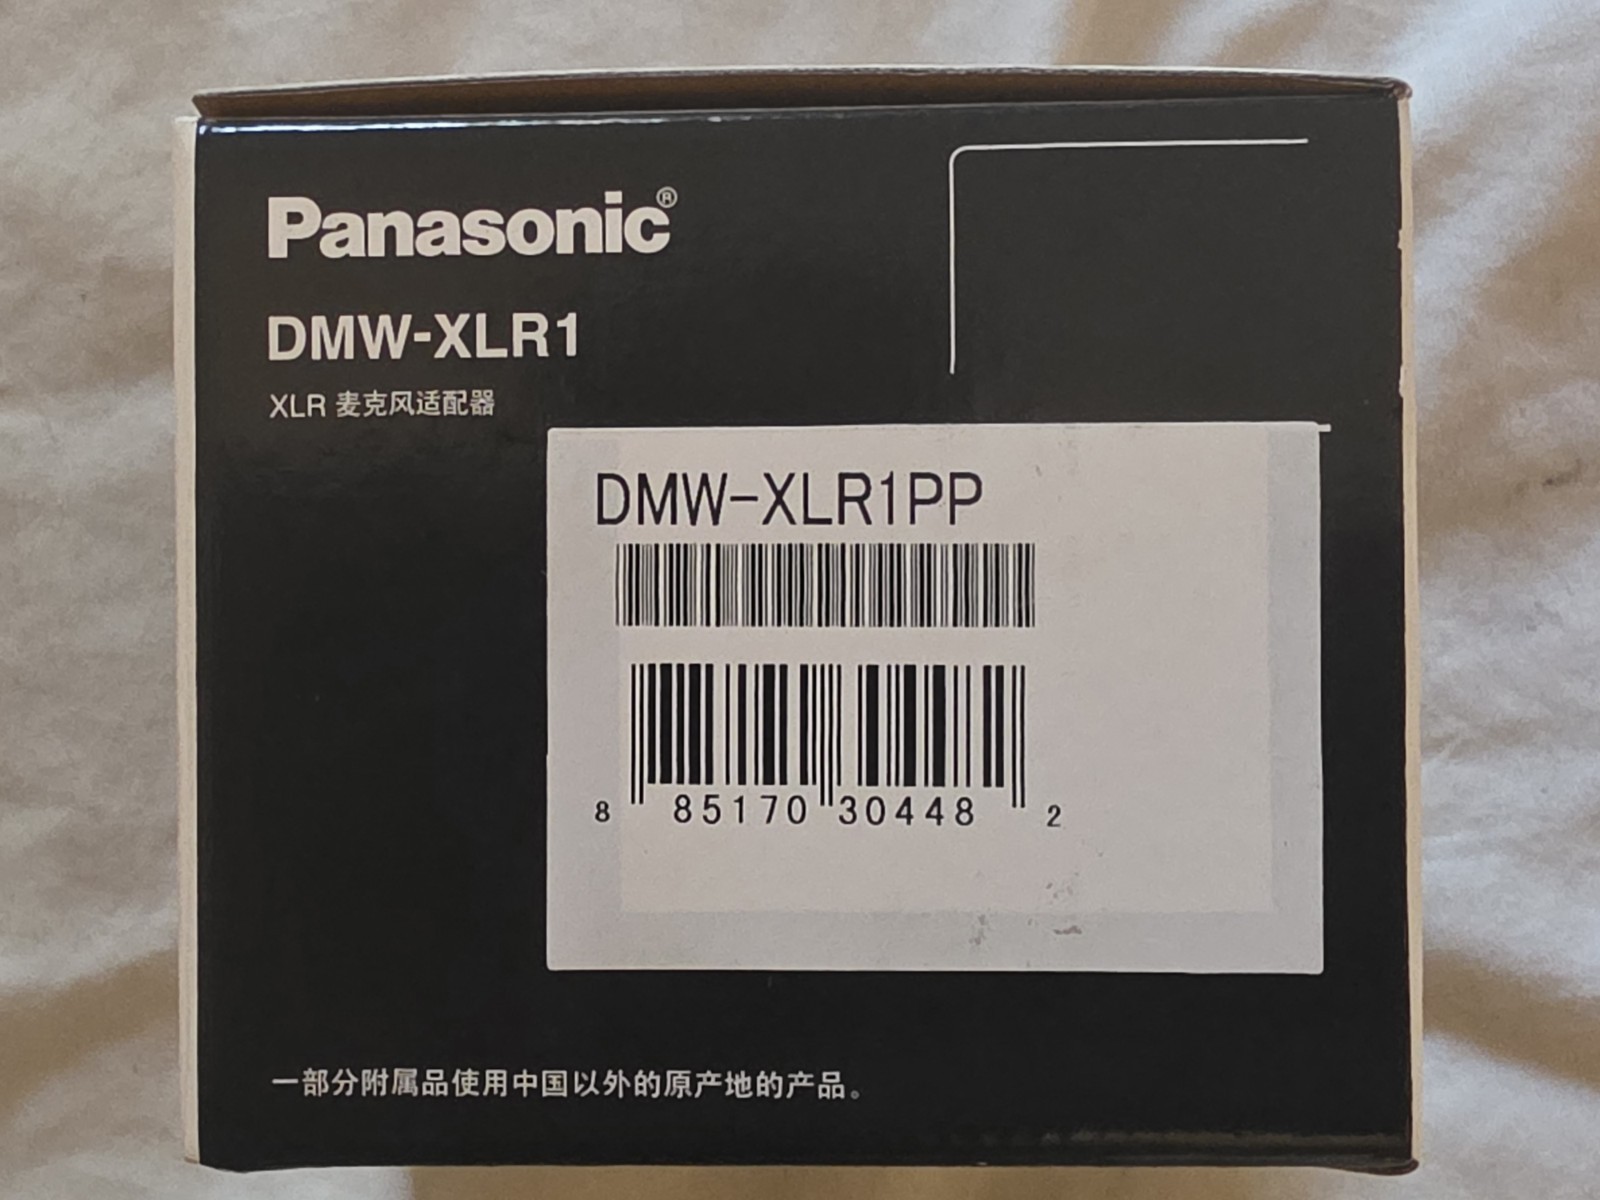 Panasonic®
DMW-XLR1
XLR 麦克风适配器
DMW-XLR1PP
8 85170 30448 2
一部分附属品使用中国以外的原产地的产品。